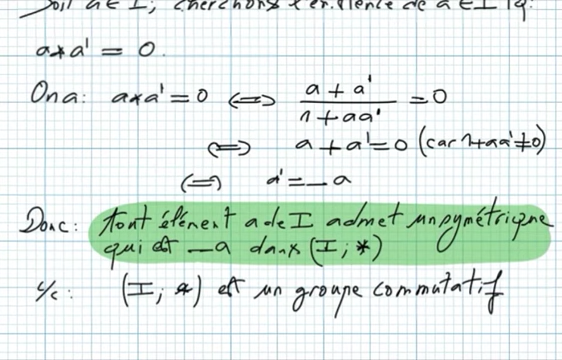 Soit a ∈ I; cherchons l'existence de a' ∈ I tq:
a * a' = 0.
On a: a * a' = 0 ⟺ (a + a')/(1 + aa') = 0
⟺ a + a' = 0 (car 1 + aa' ≠ 0)
⟺ a' = -a
Donc: tout élément a de I admet un symétrique
qui est -a dans (I; *)
c/c: (I; *) est un groupe commutatif